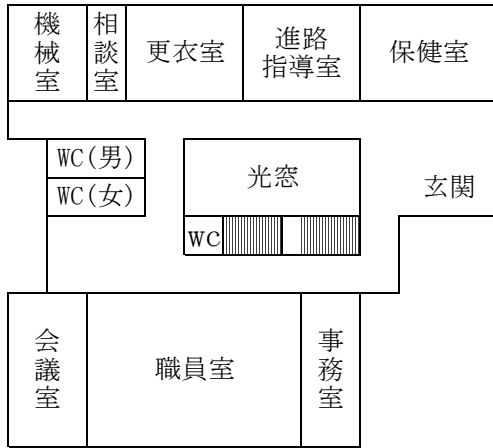 機械室
相談室
更衣室
進路
指導室
保健室
WC(男)
WC(女)
光窓
玄関
WC
会議室
職員室
事務室